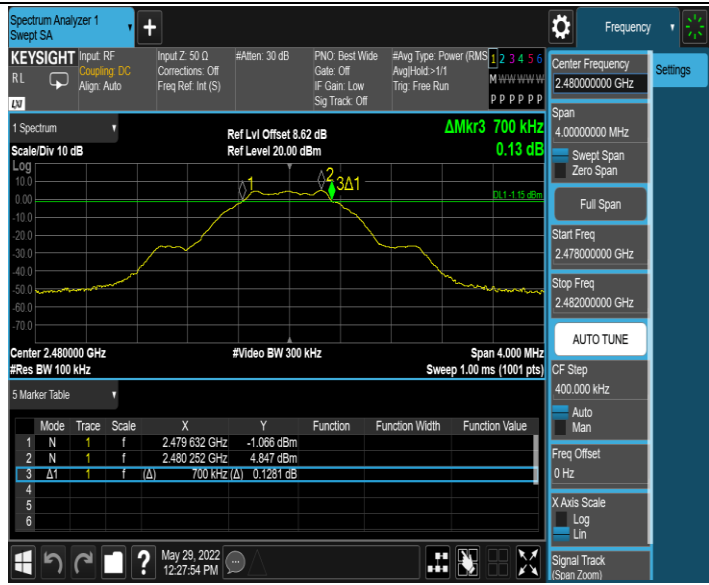 Spectrum Analyzer 1
Swept SA
+
Frequency
KEYSIGHT
RL
LXI
Input: RF
Coupling: DC
Align: Auto
Input Z: 50 Ω
Corrections: Off
Freq Ref: Int (S)
#Atten: 30 dB
PNO: Best Wide
Gate: Off
IF Gain: Low
Sig Track: Off
#Avg Type: Power (RMS
Avg|Hold:>1/1
Trig: Free Run
1 2 3 4 5 6
M W W W W W
P P P P P P
1 Spectrum
Scale/Div 10 dB
Ref Lvl Offset 8.62 dB
Ref Level 20.00 dBm
ΔMkr3 700 kHz
0.13 dB
Log
10.0
0.00
-10.0
-20.0
-30.0
-40.0
-50.0
-60.0
-70.0
1
2
3Δ1
DL1 -1.15 dBm
Center 2.480000 GHz
#Res BW 100 kHz
#Video BW 300 kHz
Span 4.000 MHz
Sweep 1.00 ms (1001 pts)
5 Marker Table
Mode Trace Scale X Y Function Function Width Function Value
1 N 1 f 2.479 632 GHz -1.066 dBm
2 N 1 f 2.480 252 GHz 4.847 dBm
3 Δ1 1 f (Δ) 700 kHz (Δ) 0.1281 dB
4
5
6
?
May 29, 2022
12:27:54 PM
Center Frequency
2.480000000 GHz
Span
4.00000000 MHz
Swept Span
Zero Span
Full Span
Start Freq
2.478000000 GHz
Stop Freq
2.482000000 GHz
AUTO TUNE
CF Step
400.000 kHz
Auto
Man
Freq Offset
0 Hz
X Axis Scale
Log
Lin
Signal Track
(Span Zoom)
Settings